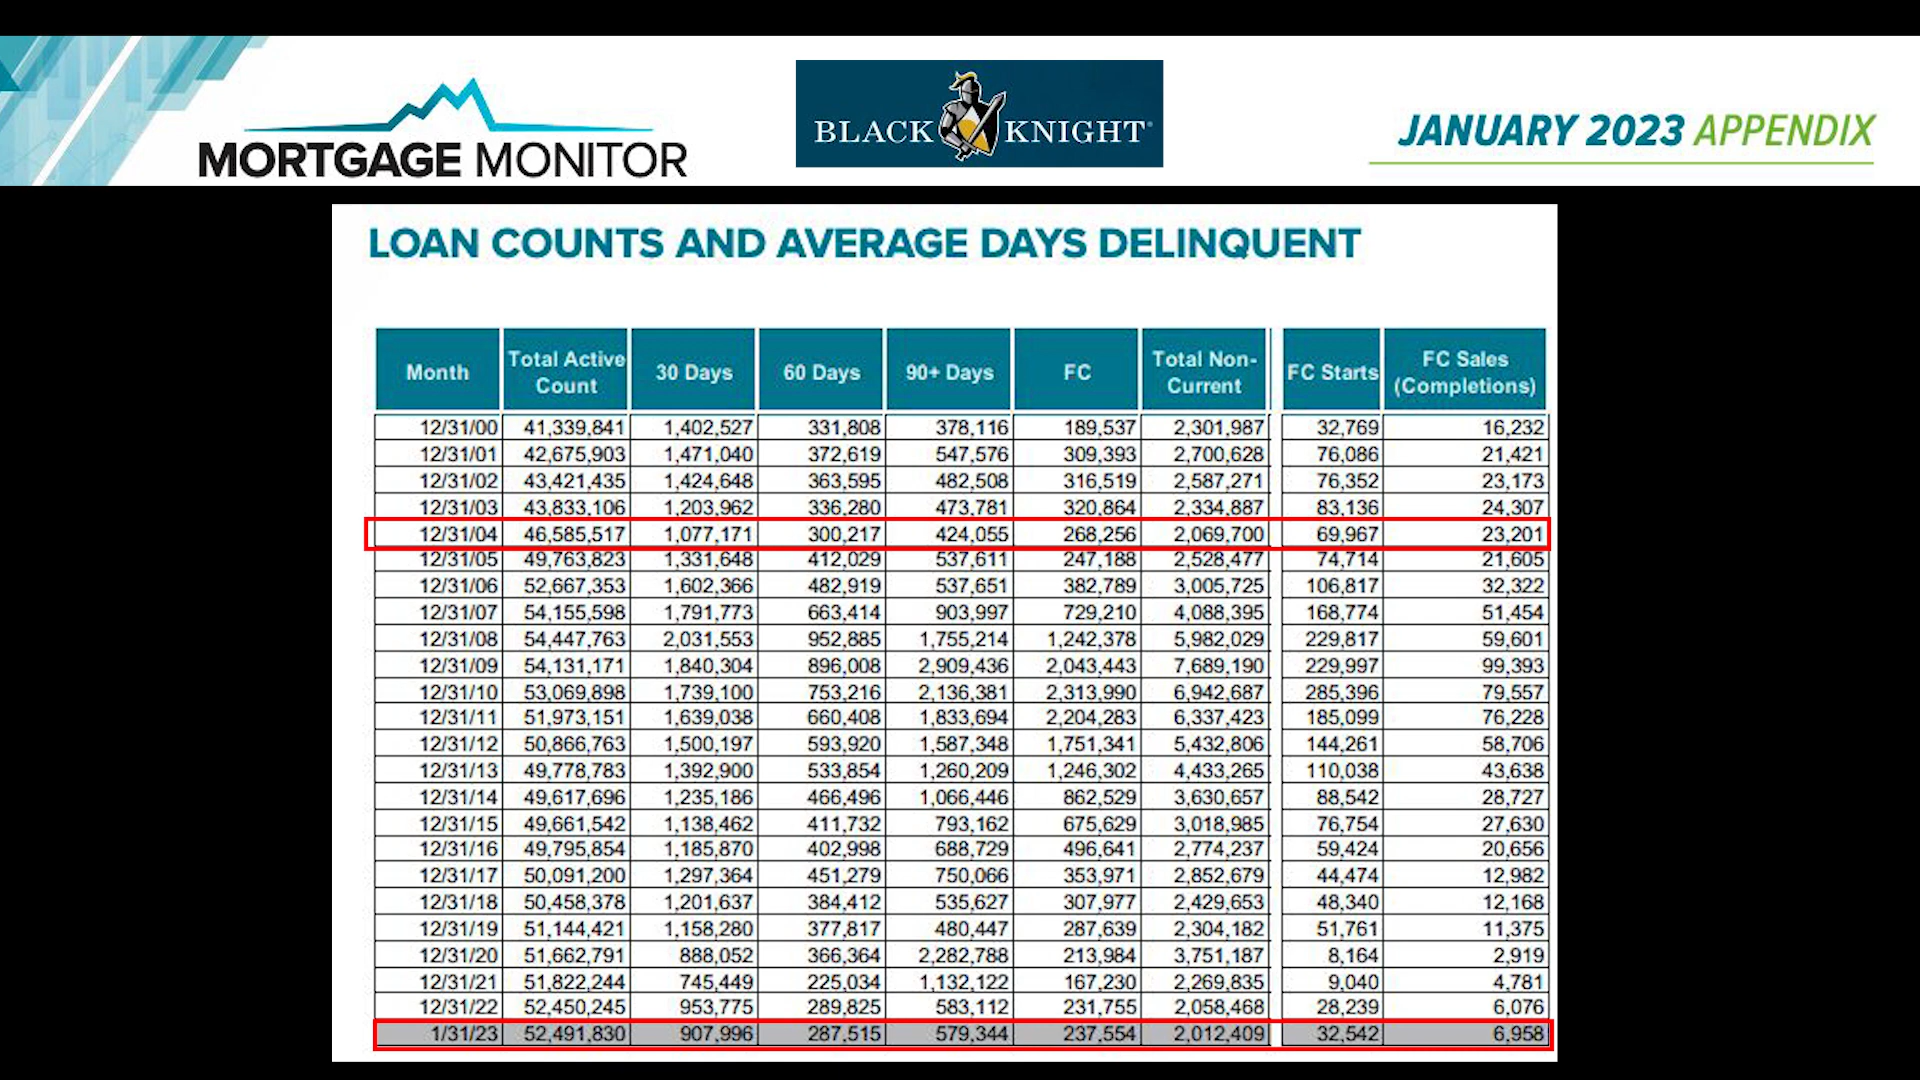 MORTGAGE MONITOR
BLACK KNIGHT®
JANUARY 2023 APPENDIX
LOAN COUNTS AND AVERAGE DAYS DELINQUENT
Month Total Active Count 30 Days 60 Days 90+ Days FC Total Non-Current FC Starts FC Sales (Completions)
12/31/00 41,339,841 1,402,527 331,808 378,116 189,537 2,301,987 32,769 16,232
12/31/01 42,675,903 1,471,040 372,619 547,576 309,393 2,700,628 76,086 21,421
12/31/02 43,421,435 1,424,648 363,595 482,508 316,519 2,587,271 76,352 23,173
12/31/03 43,833,106 1,203,962 336,280 473,781 320,864 2,334,887 83,136 24,307
12/31/04 46,585,517 1,077,171 300,217 424,055 268,256 2,069,700 69,967 23,201
12/31/05 49,763,823 1,331,648 412,029 537,611 247,188 2,528,477 74,714 21,605
12/31/06 52,667,353 1,602,366 482,919 537,651 382,789 3,005,725 106,817 32,322
12/31/07 54,155,598 1,791,773 663,414 903,997 729,210 4,088,395 168,774 51,454
12/31/08 54,447,763 2,031,553 952,885 1,755,214 1,242,378 5,982,029 229,817 59,601
12/31/09 54,131,171 1,840,304 896,008 2,909,436 2,043,443 7,689,190 229,997 99,393
12/31/10 53,069,898 1,739,100 753,216 2,136,381 2,313,990 6,942,687 285,396 79,557
12/31/11 51,973,151 1,639,038 660,408 1,833,694 2,204,283 6,337,423 185,099 76,228
12/31/12 50,866,763 1,500,197 593,920 1,587,348 1,751,341 5,432,806 144,261 58,706
12/31/13 49,778,783 1,392,900 533,854 1,260,209 1,246,302 4,433,265 110,038 43,638
12/31/14 49,617,696 1,235,186 466,496 1,066,446 862,529 3,630,657 88,542 28,727
12/31/15 49,661,542 1,138,462 411,732 793,162 675,629 3,018,985 76,754 27,630
12/31/16 49,795,854 1,185,870 402,998 688,729 496,641 2,774,237 59,424 20,656
12/31/17 50,091,200 1,297,364 451,279 750,066 353,971 2,852,679 44,474 12,982
12/31/18 50,458,378 1,201,637 384,412 535,627 307,977 2,429,653 48,340 12,168
12/31/19 51,144,421 1,158,280 377,817 480,447 287,639 2,304,182 51,761 11,375
12/31/20 51,662,791 888,052 366,364 2,282,788 213,984 3,751,187 8,164 2,919
12/31/21 51,822,244 745,449 225,034 1,132,122 167,230 2,269,835 9,040 4,781
12/31/22 52,450,245 953,775 289,825 583,112 231,755 2,058,468 28,239 6,076
1/31/23 52,491,830 907,996 287,515 579,344 237,554 2,012,409 32,542 6,958